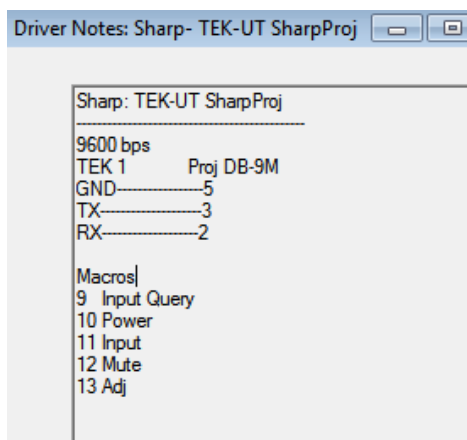 Driver Notes: Sharp- TEK-UT SharpProj
Sharp: TEK-UT SharpProj
---------------------------------------------
9600 bps
TEK 1 Proj DB-9M
GND-----------------5
TX--------------------3
RX-------------------2
Macros
9 Input Query
10 Power
11 Input
12 Mute
13 Adj